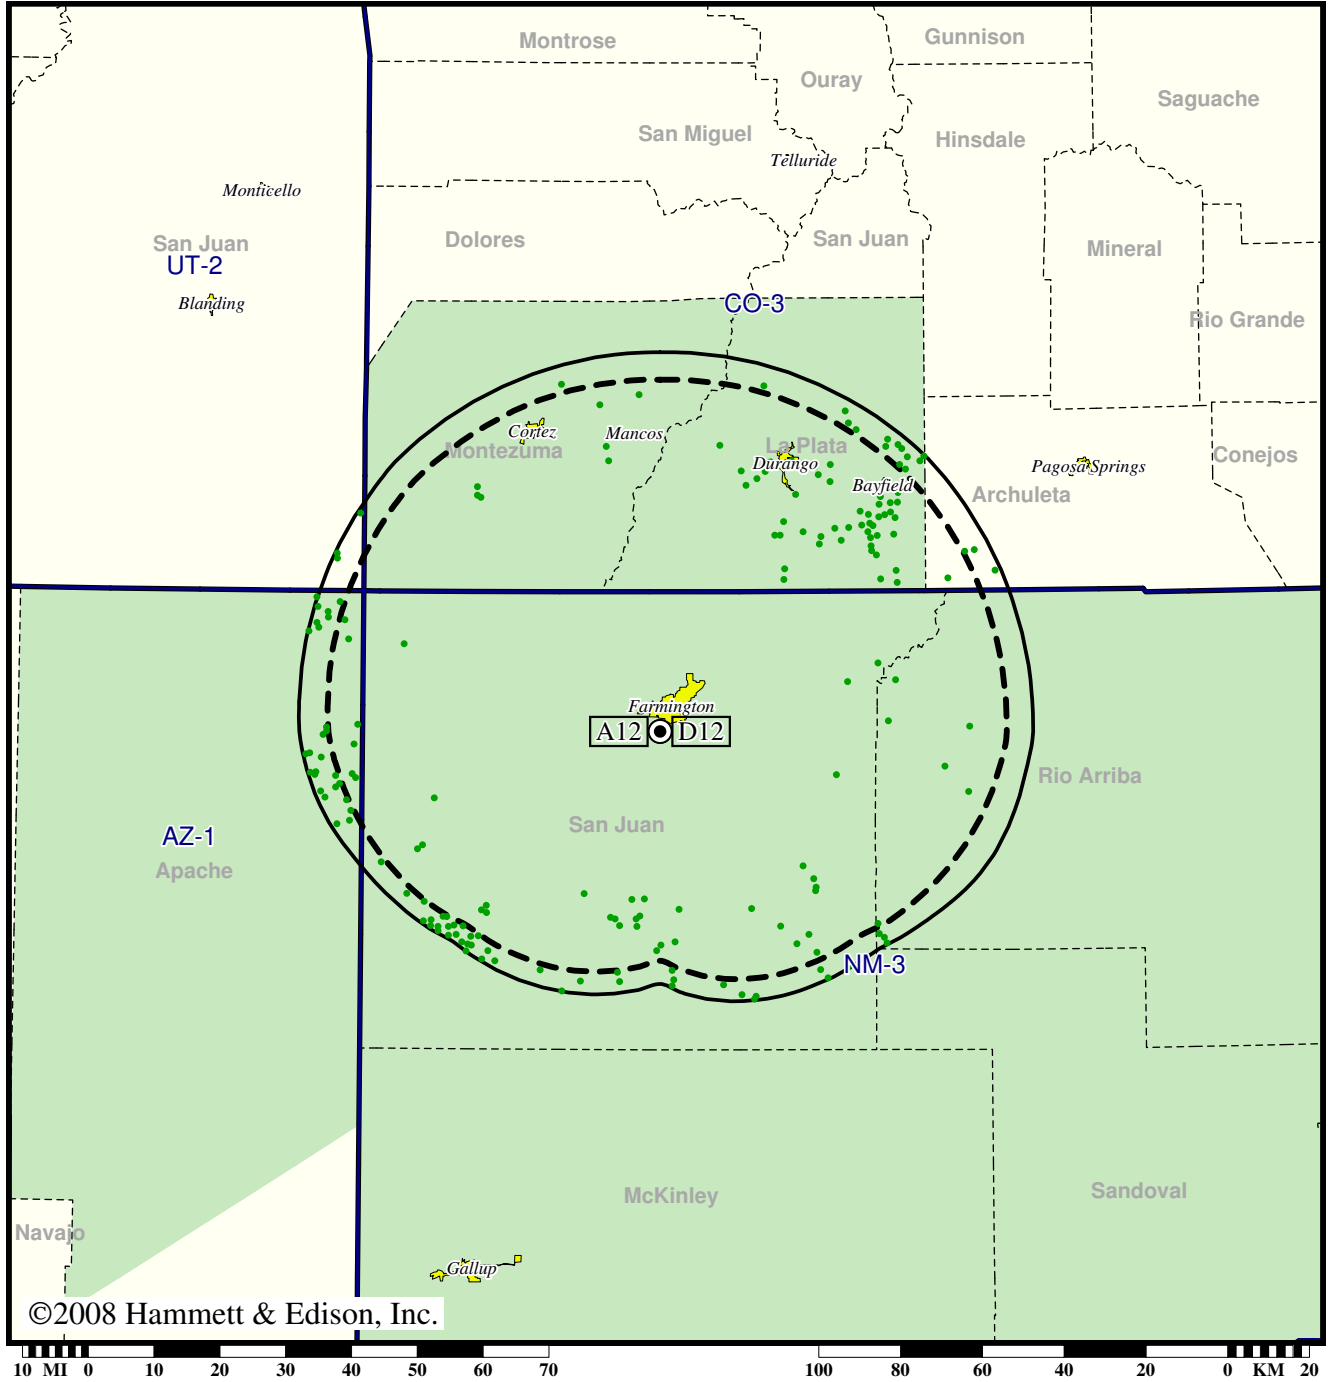 Montrose
Gunnison
Ouray
Saguache
San Miguel
Hinsdale
Telluride
Monticello
San Juan
Dolores
San Juan
Mineral
UT-2
Blanding
CO-3
Rio Grande
Cortez
Mancos
Montezuma
La Plata
Durango
Bayfield
Pagosa Springs
Conejos
Archuleta
Farmington
A12
D12
Rio Arriba
San Juan
AZ-1
Apache
NM-3
McKinley
Sandoval
Navajo
Gallup
©2008 Hammett & Edison, Inc.
10 MI 0 10 20 30 40 50 60 70 100 80 60 40 20 0 KM 20